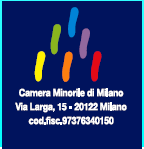 Camera Minorile di Milano
Via Larga, 15 - 20122 Milano
cod.fisc.97376340150